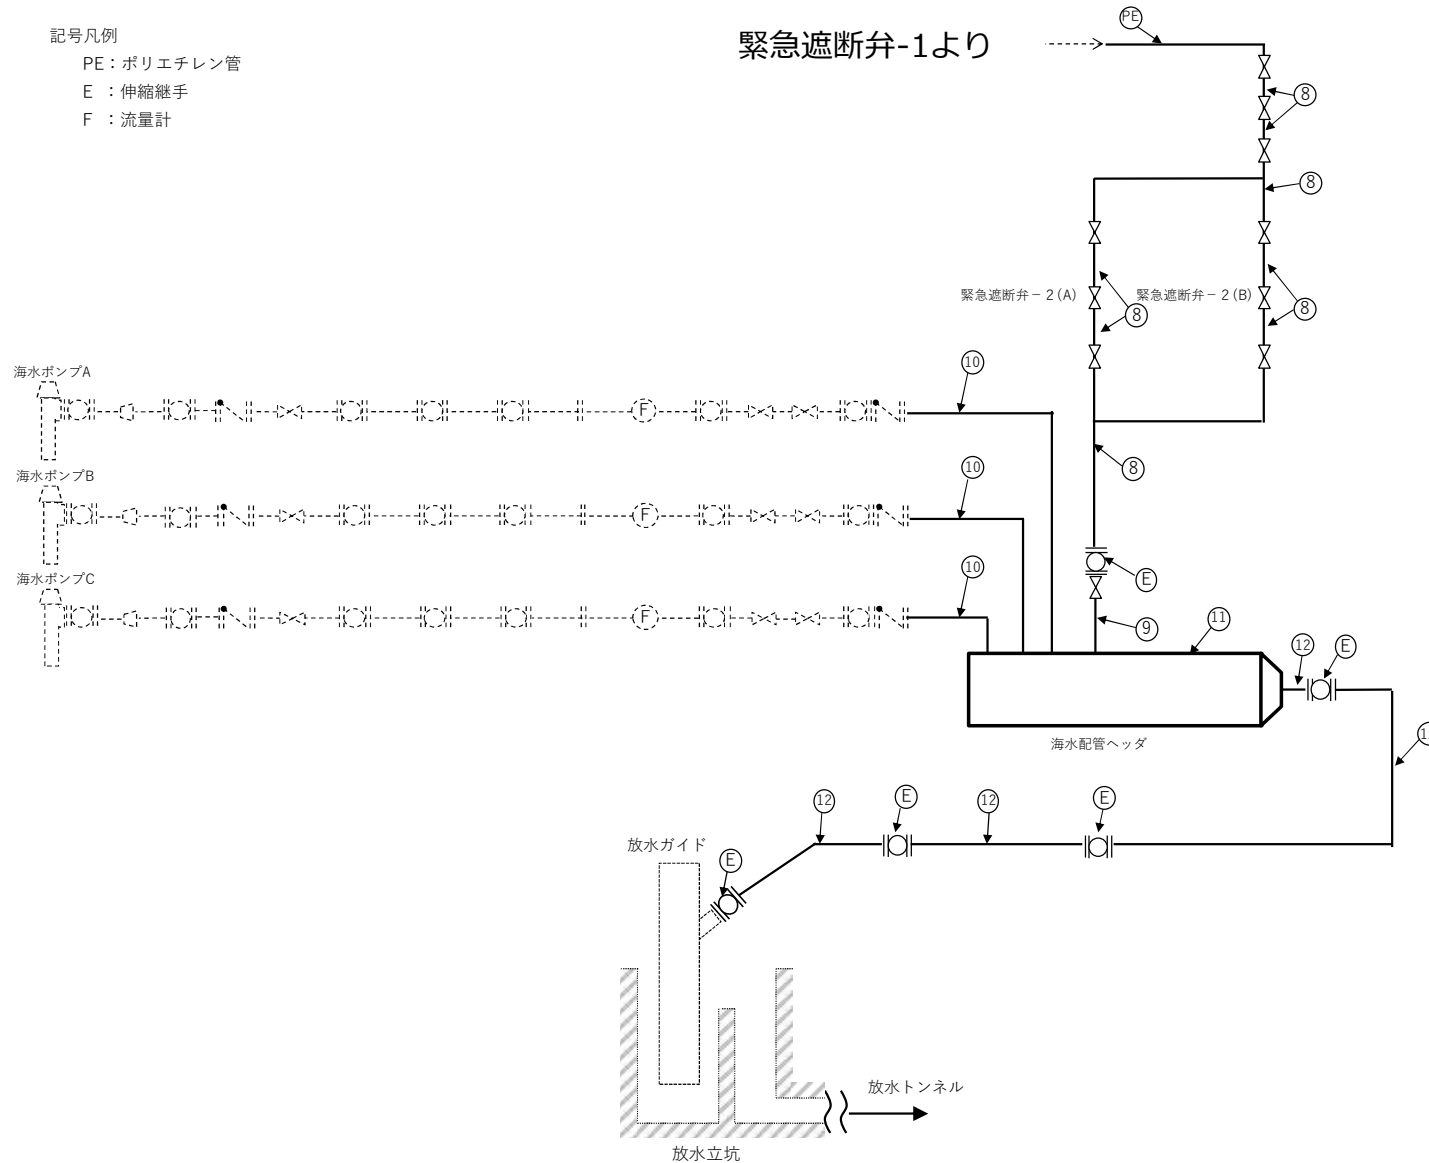 記号凡例
PE：ポリエチレン管
E ：伸縮継手
F ：流量計
緊急遮断弁-1より
PE
8
8
8
緊急遮断弁－２(A)
緊急遮断弁－２(B)
8
8
海水ポンプA
F
10
海水ポンプB
F
10
8
海水ポンプC
F
10
E
9
11
12
E
海水配管ヘッダ
12
E
12
E
放水ガイド
E
放水トンネル
放水立坑